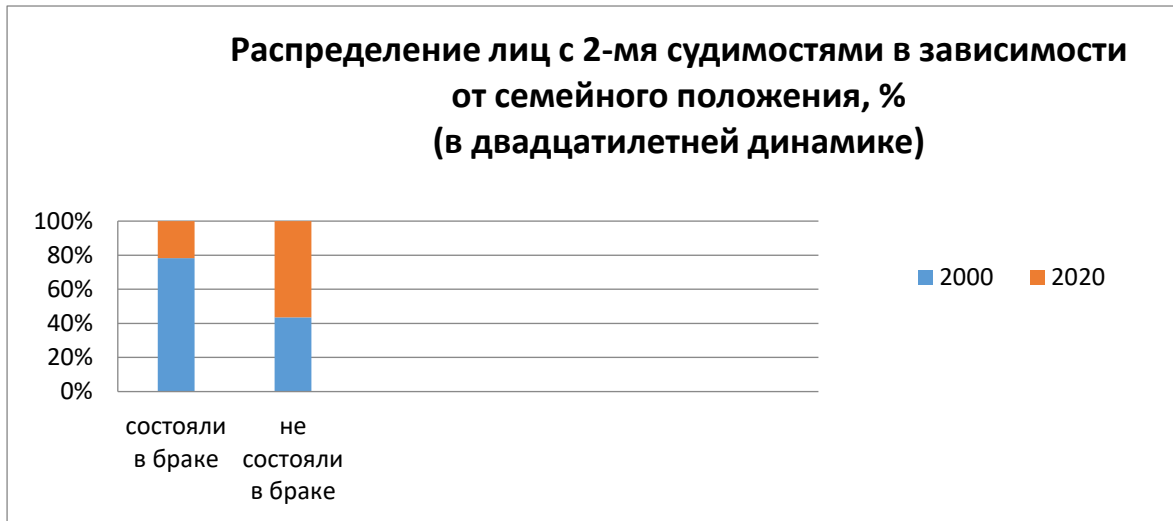 Распределение лиц с 2-мя судимостями в зависимости
от семейного положения, %
(в двадцатилетней динамике)
100%
80%
60%
40%
20%
0%
состояли
в браке
не
состояли
в браке
2000
2020